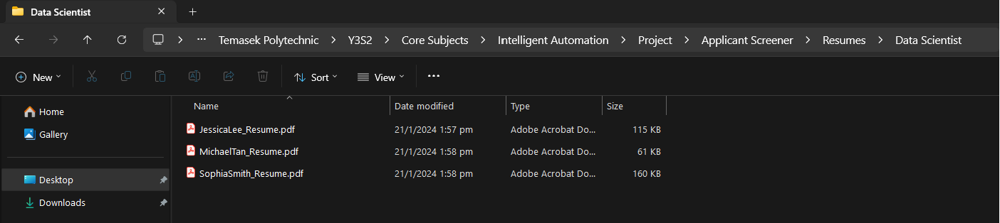 Data Scientist
... Temasek Polytechnic > Y3S2 > Core Subjects > Intelligent Automation > Project > Applicant Screener > Resumes > Data Scientist
New Sort View ...
Name Date modified Type Size
Home
Gallery
Desktop
Downloads
JessicaLee_Resume.pdf 21/1/2024 1:57 pm Adobe Acrobat Do... 115 KB
MichaelTan_Resume.pdf 21/1/2024 1:58 pm Adobe Acrobat Do... 61 KB
SophiaSmith_Resume.pdf 21/1/2024 1:58 pm Adobe Acrobat Do... 160 KB